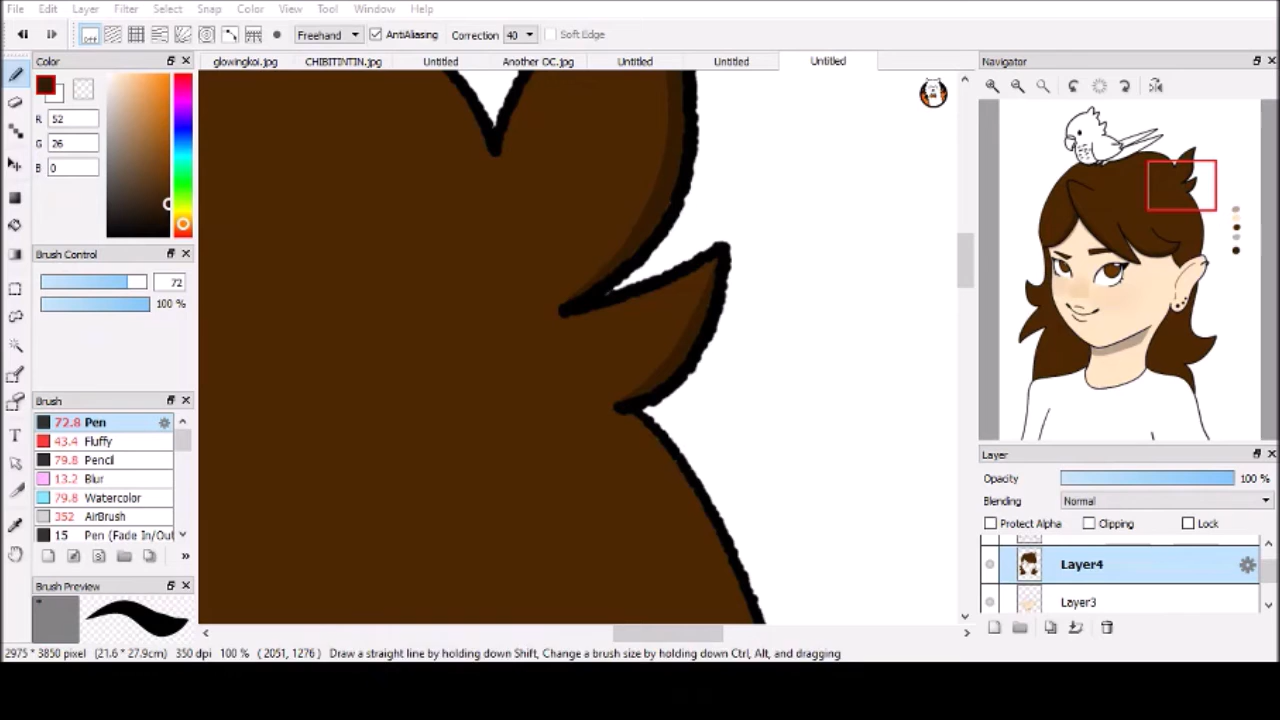 File Edit Layer Filter Select Snap Color View Tool Window Help
Off Freehand AntiAliasing Correction 40 Soft Edge
Color
glowingkoi.jpg CHIBITINTIN.jpg Untitled Another OC.jpg Untitled Untitled Untitled
Navigator
R 52
G 26
B 0
Brush Control
72
100 %
Brush
72.8 Pen
43.4 Fluffy
79.8 Pencil
13.2 Blur
79.8 Watercolor
352 AirBrush
15 Pen (Fade In/Out
Brush Preview
Layer
Opacity 100 %
Blending Normal
Protect Alpha Clipping Lock
Layer4
Layer3
2975 * 3850 pixel (21.6 * 27.9cm) 350 dpi 100 % ( 2051, 1276 ) Draw a straight line by holding down Shift, Change a brush size by holding down Ctrl, Alt, and dragging